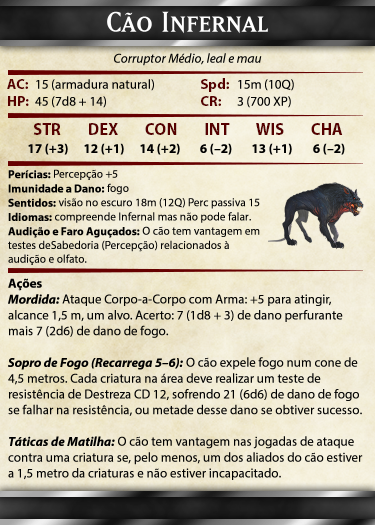 Cão Infernal
Corruptor Médio, leal e mau
AC: 15 (armadura natural) Spd: 15m (10Q)
HP: 45 (7d8 + 14) CR: 3 (700 XP)
STR DEX CON INT WIS CHA
17 (+3) 12 (+1) 14 (+2) 6 (–2) 13 (+1) 6 (–2)
Perícias: Percepção +5
Imunidade a Dano: fogo
Sentidos: visão no escuro 18m (12Q) Perc passiva 15
Idiomas: compreende Infernal mas não pode falar.
Audição e Faro Aguçados: O cão tem vantagem em
testes deSabedoria (Percepção) relacionados à
audição e olfato.
Ações
Mordida: Ataque Corpo-a-Corpo com Arma: +5 para atingir,
alcance 1,5 m, um alvo. Acerto: 7 (1d8 + 3) de dano perfurante
mais 7 (2d6) de dano de fogo.
Sopro de Fogo (Recarrega 5–6): O cão expele fogo num cone de
4,5 metros. Cada criatura na área deve realizar um teste de
resistência de Destreza CD 12, sofrendo 21 (6d6) de dano de fogo
se falhar na resistência, ou metade desse dano se obtiver sucesso.
Táticas de Matilha: O cão tem vantagem nas jogadas de ataque
contra uma criatura se, pelo menos, um dos aliados do cão estiver
a 1,5 metro da criaturas e não estiver incapacitado.